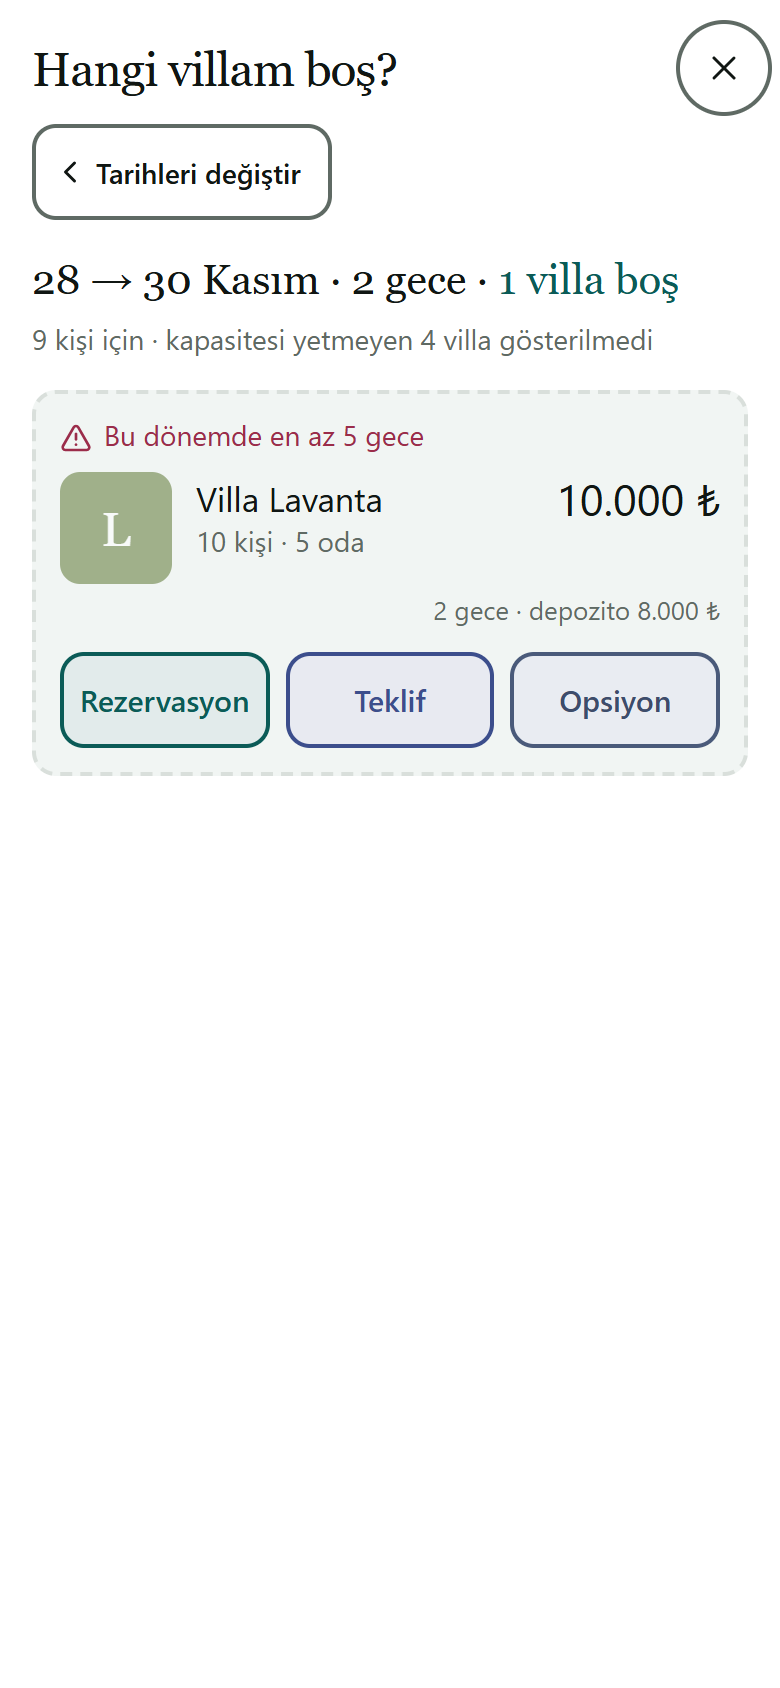 Hangi villam boş?
Tarihleri değiştir
28 → 30 Kasım · 2 gece · 1 villa boş
9 kişi için · kapasitesi yetmeyen 4 villa gösterilmedi
Bu dönemde en az 5 gece
L
Villa Lavanta
10.000 ₺
10 kişi · 5 oda
2 gece · depozito 8.000 ₺
Rezervasyon
Teklif
Opsiyon